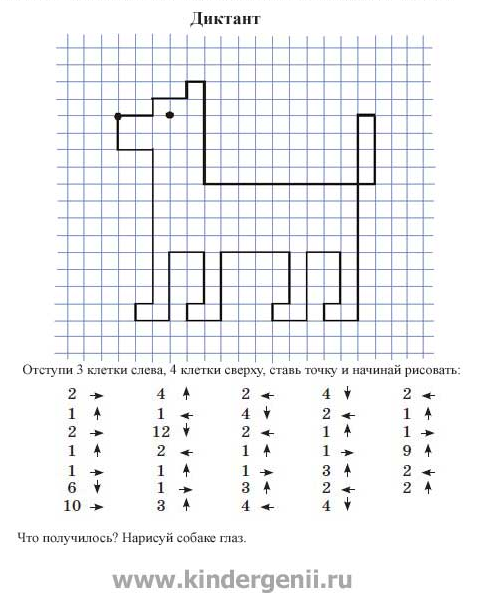 Диктант
Отступи 3 клетки слева, 4 клетки сверху, ставь точку и начинай рисовать:
2 → 4 ↑ 2 ← 4 ↓ 2 ←
1 ↑ 1 ← 4 ↓ 2 ← 1 ↑
2 → 12 ↓ 2 ← 1 ↑ 1 →
1 ↑ 2 ← 1 ↑ 1 → 9 ↑
1 → 1 ↑ 1 → 3 ↑ 2 ←
6 ↓ 1 → 3 ↑ 2 ← 2 ↑
10 → 3 ↑ 4 ← 4 ↓
Что получилось? Нарисуй собаке глаз.
www.kindergenii.ru